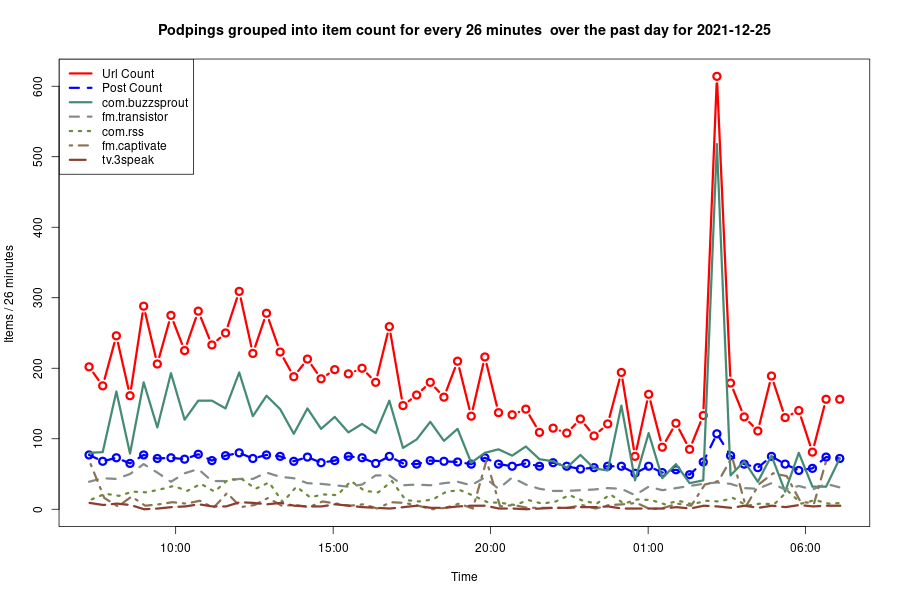 Podpings grouped into item count for every 26 minutes  over the past day for 2021-12-25
Url Count
Post Count
com.buzzsprout
fm.transistor
com.rss
fm.captivate
tv.3speak
Items / 26 minutes
600
500
400
300
200
100
0
10:00
15:00
20:00
01:00
06:00
Time